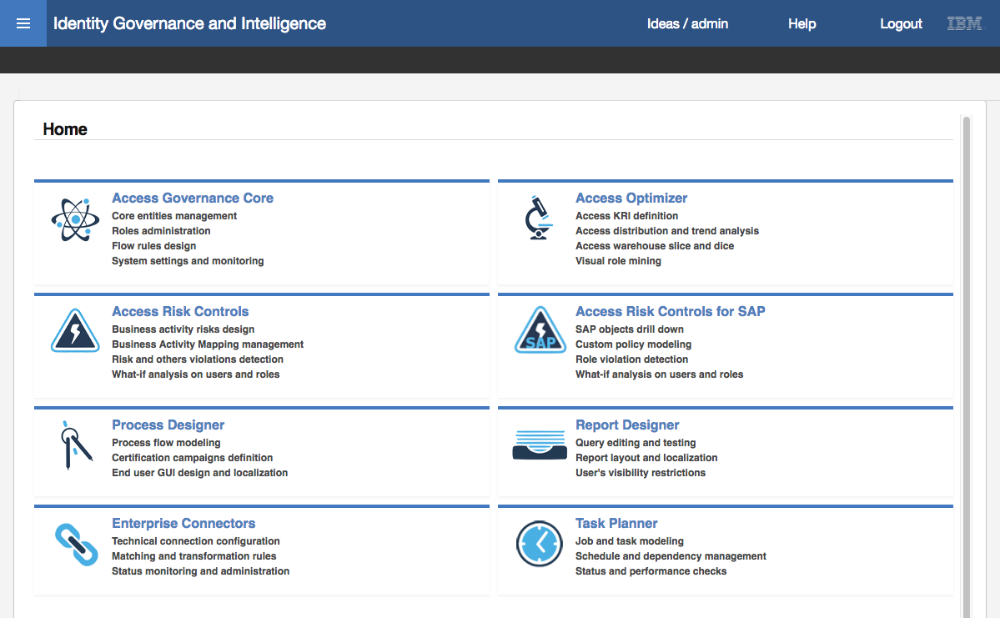 Identity Governance and Intelligence
Ideas / admin
Help
Logout
IBM
Home
Access Governance Core
Core entities management
Roles administration
Flow rules design
System settings and monitoring
Access Optimizer
Access KRI definition
Access distribution and trend analysis
Access warehouse slice and dice
Visual role mining
Access Risk Controls
Business activity risks design
Business Activity Mapping management
Risk and others violations detection
What-if analysis on users and roles
SAP
Access Risk Controls for SAP
SAP objects drill down
Custom policy modeling
Role violation detection
What-if analysis on users and roles
Process Designer
Process flow modeling
Certification campaigns definition
End user GUI design and localization
Report Designer
Query editing and testing
Report layout and localization
User's visibility restrictions
Enterprise Connectors
Technical connection configuration
Matching and transformation rules
Status monitoring and administration
Task Planner
Job and task modeling
Schedule and dependency management
Status and performance checks